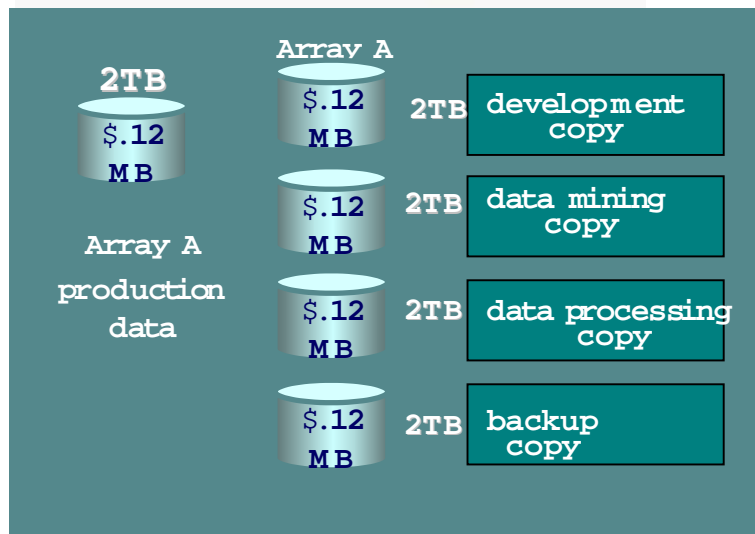 2TB
$.12
MB
Array A
production
data
Array A
$.12
MB
2TB
development
copy
$.12
MB
2TB
data mining
copy
$.12
MB
2TB
data processing
copy
$.12
MB
2TB
backup
copy